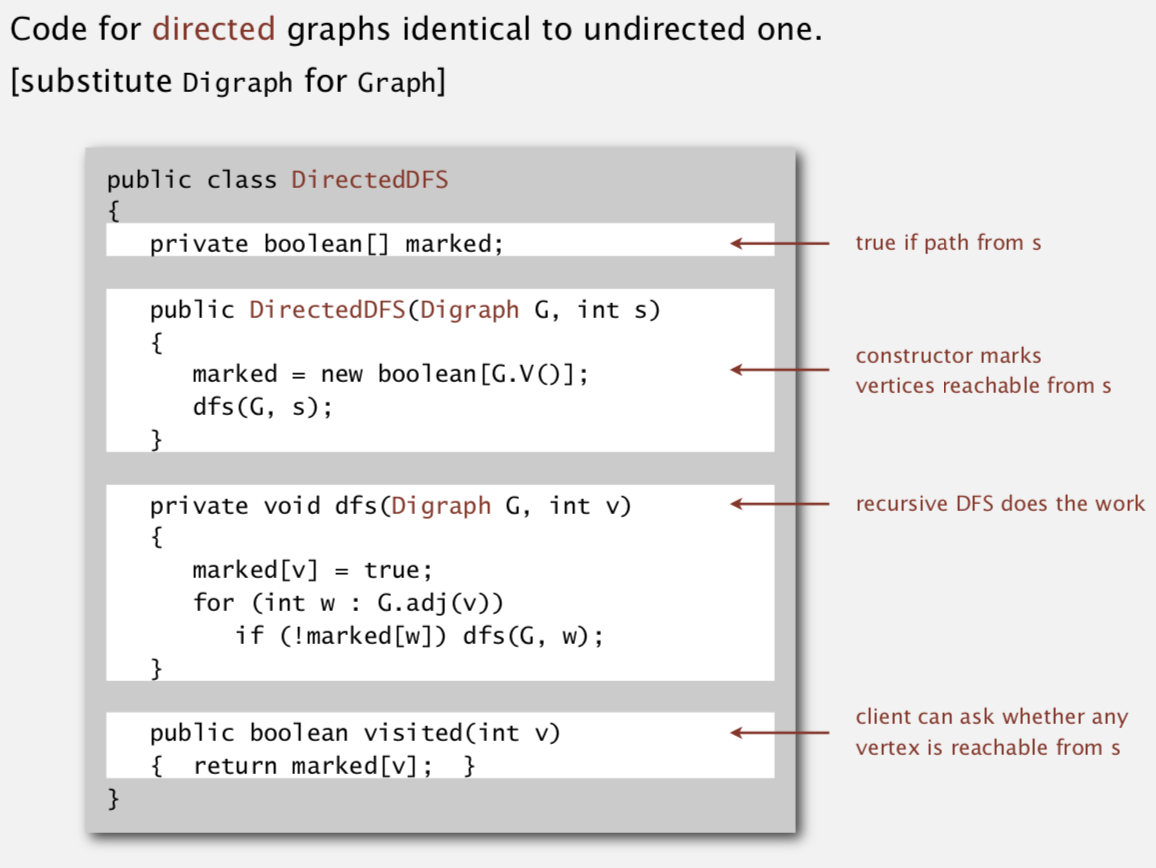 Code for directed graphs identical to undirected one.
[substitute Digraph for Graph]
public class DirectedDFS
{
private boolean[] marked;
true if path from s
public DirectedDFS(Digraph G, int s)
{
marked = new boolean[G.V()];
dfs(G, s);
}
constructor marks
vertices reachable from s
private void dfs(Digraph G, int v)
{
marked[v] = true;
for (int w : G.adj(v))
if (!marked[w]) dfs(G, w);
}
recursive DFS does the work
public boolean visited(int v)
{ return marked[v]; }
client can ask whether any
vertex is reachable from s
}